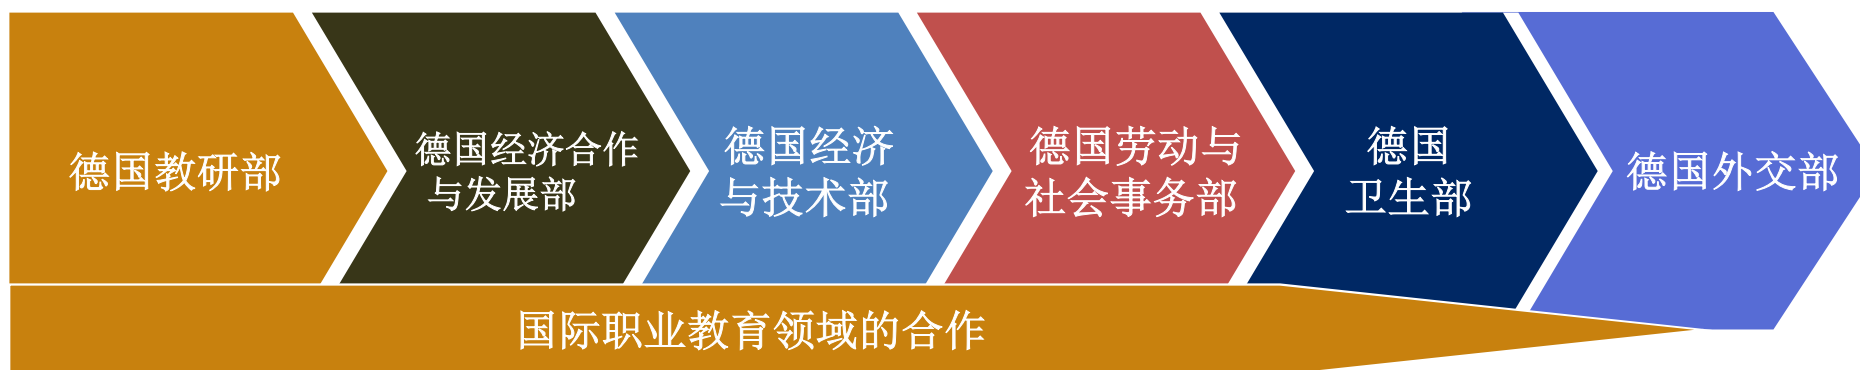 德国教研部
德国经济合作
与发展部
德国经济
与技术部
德国劳动与
社会事务部
德国
卫生部
德国外交部
国际职业教育领域的合作